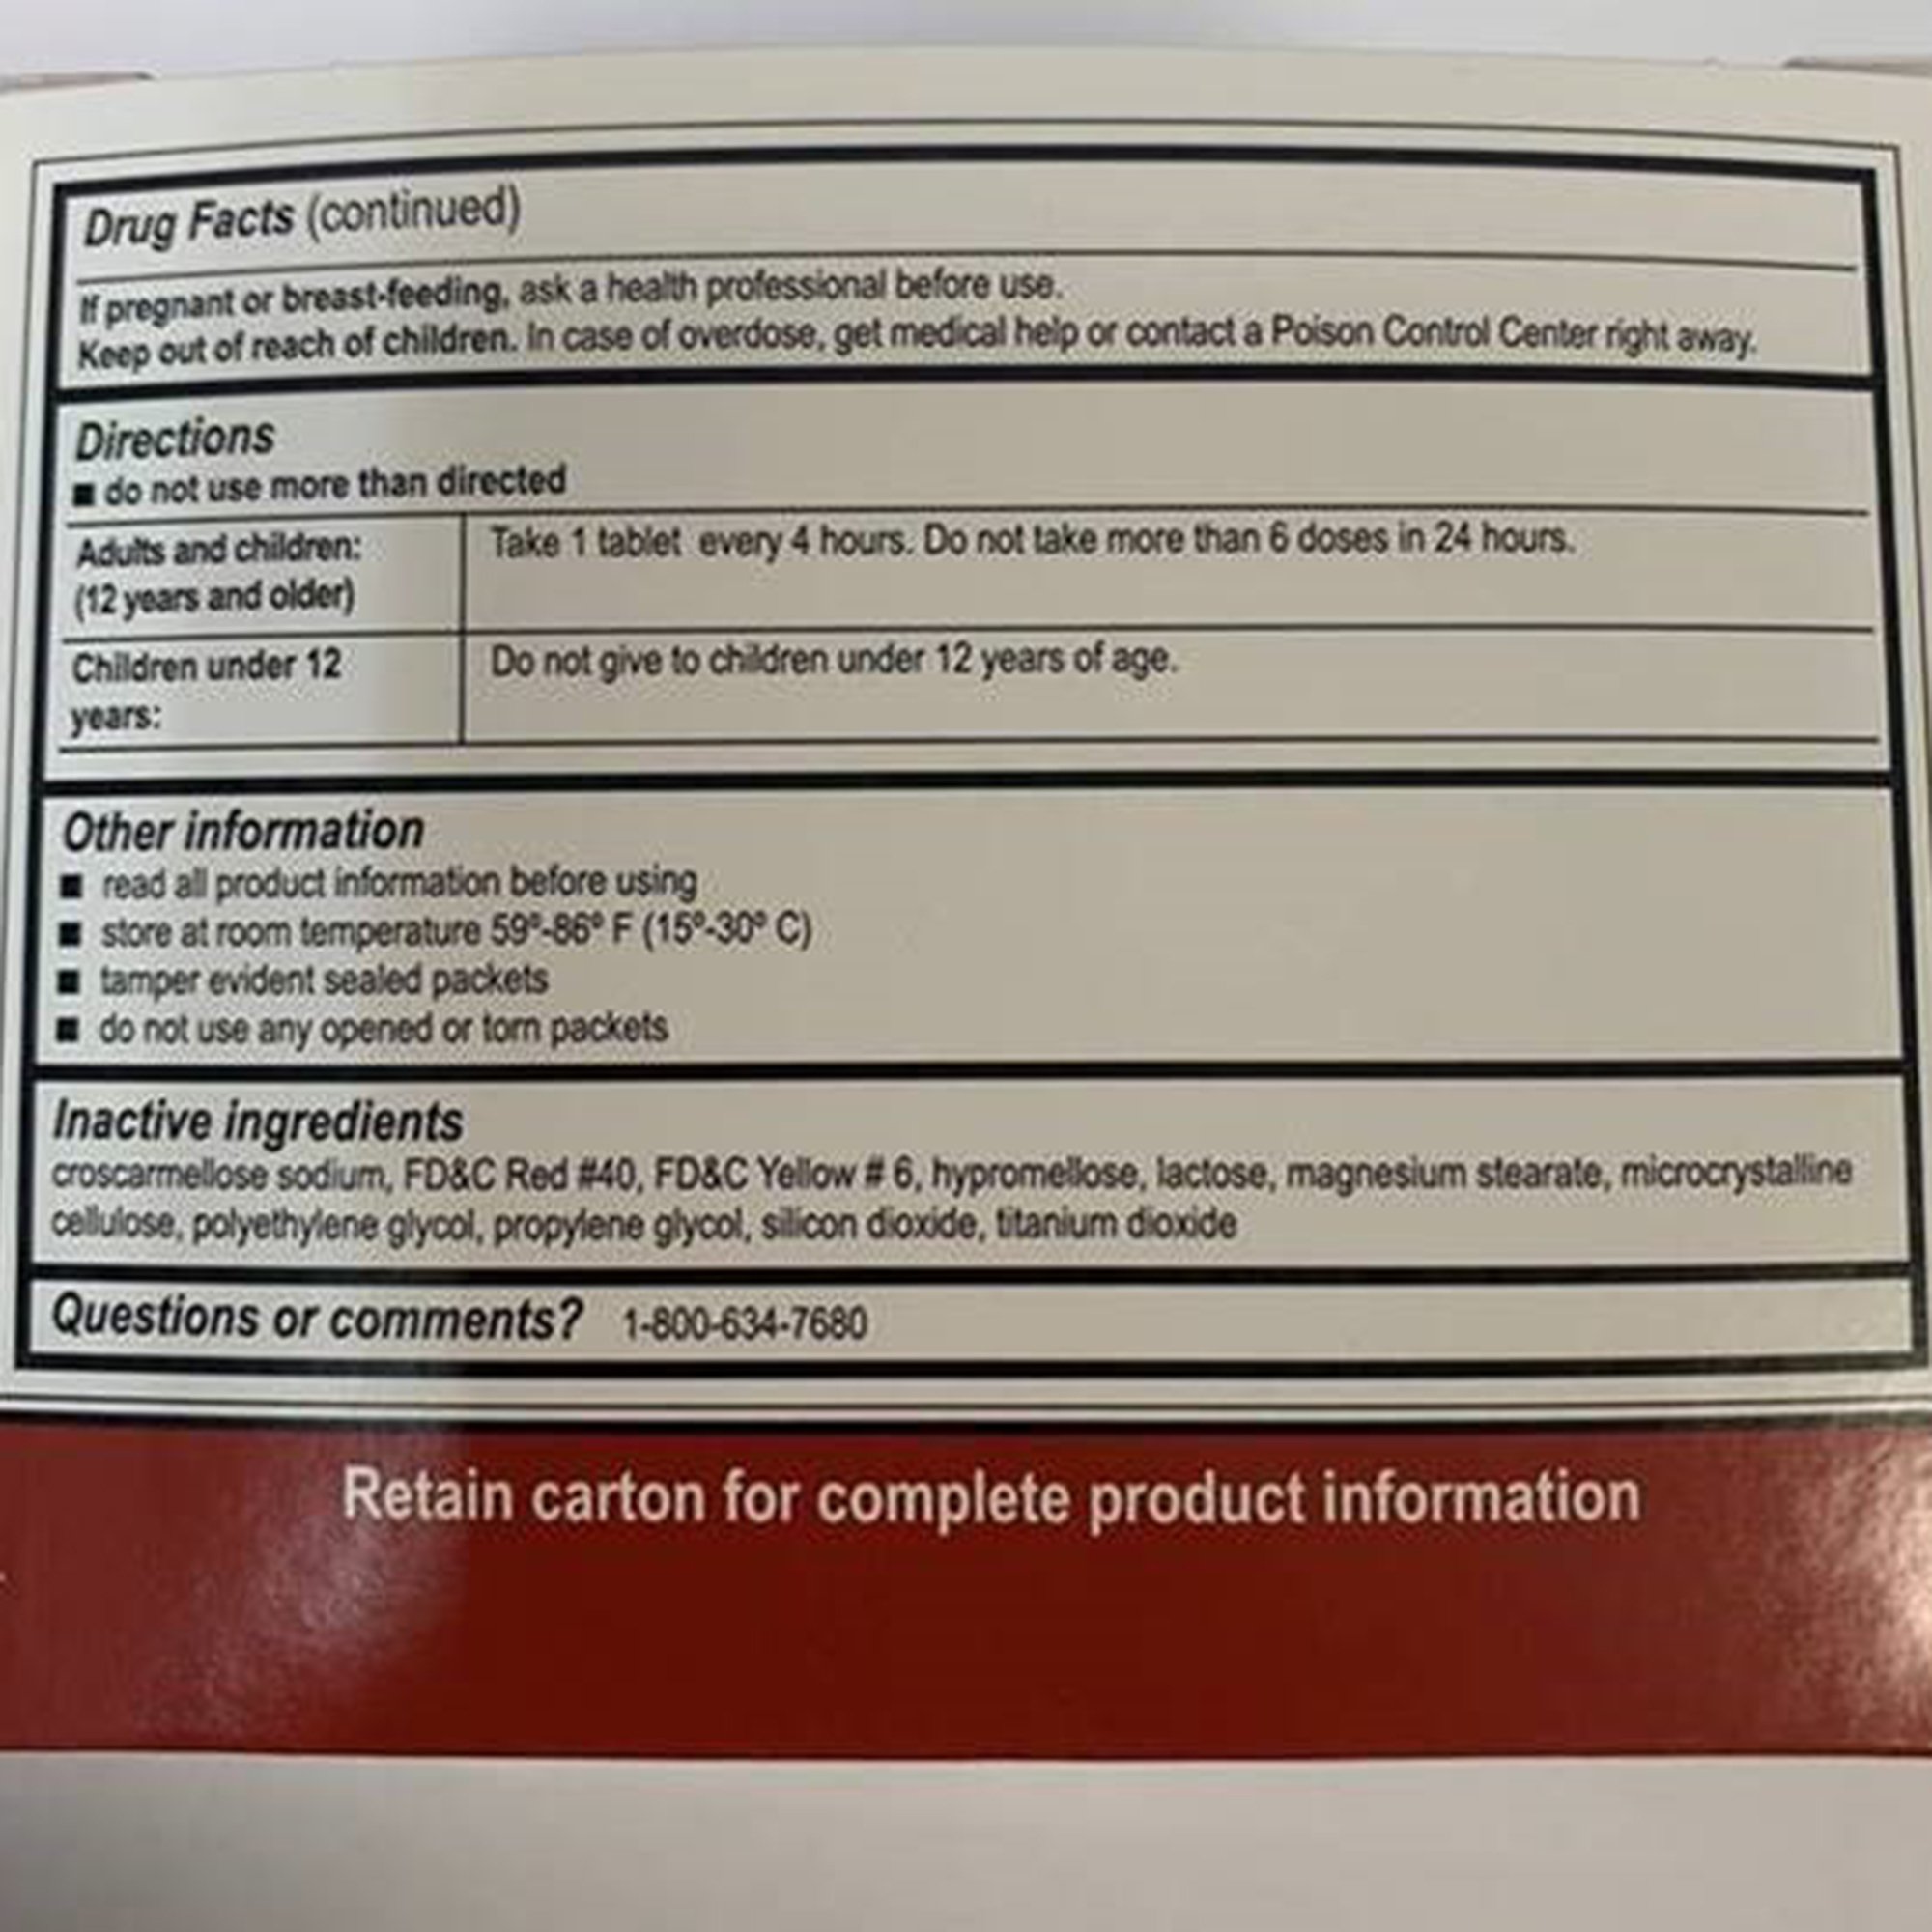 Drug Facts (continued)
If pregnant or breast-feeding, ask a health professional before use.
Keep out of reach of children. In case of overdose, get medical help or contact a Poison Control Center right away.
Directions
■ do not use more than directed
Adults and children:
(12 years and older)
Take 1 tablet every 4 hours. Do not take more than 6 doses in 24 hours.
Children under 12
years:
Do not give to children under 12 years of age.
Other information
■ read all product information before using
■ store at room temperature 59º-86º F (15º-30º C)
■ tamper evident sealed packets
■ do not use any opened or torn packets
Inactive ingredients
croscarmellose sodium, FD&C Red #40, FD&C Yellow # 6, hypromellose, lactose, magnesium stearate, microcrystalline
cellulose, polyethylene glycol, propylene glycol, silicon dioxide, titanium dioxide
Questions or comments? 1-800-634-7680
Retain carton for complete product information